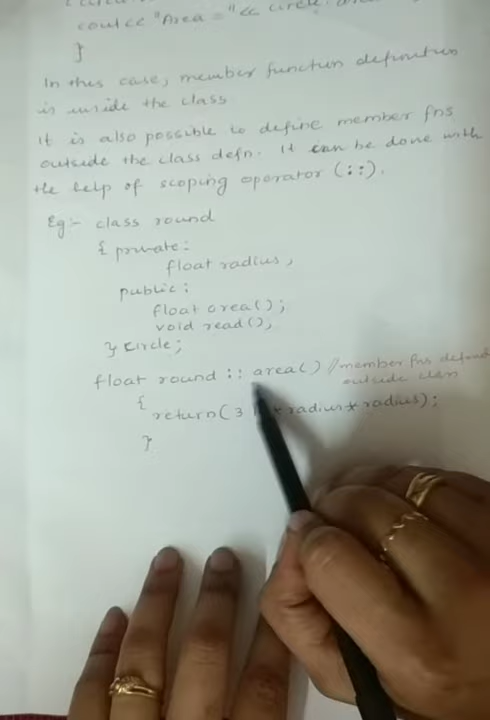 cout<< "Area = "<< circle.
}
In this case, member function definition
is inside the class
It is also possible to define member fns
outside the class defn. It can be done with
the help of scoping operator (::).
Eg:- class round
{ private:
float radius,
public:
float area();
void read();
} circle;
float round :: area() //member fns defined
outside class
{
return(3 * radius * radius);
}